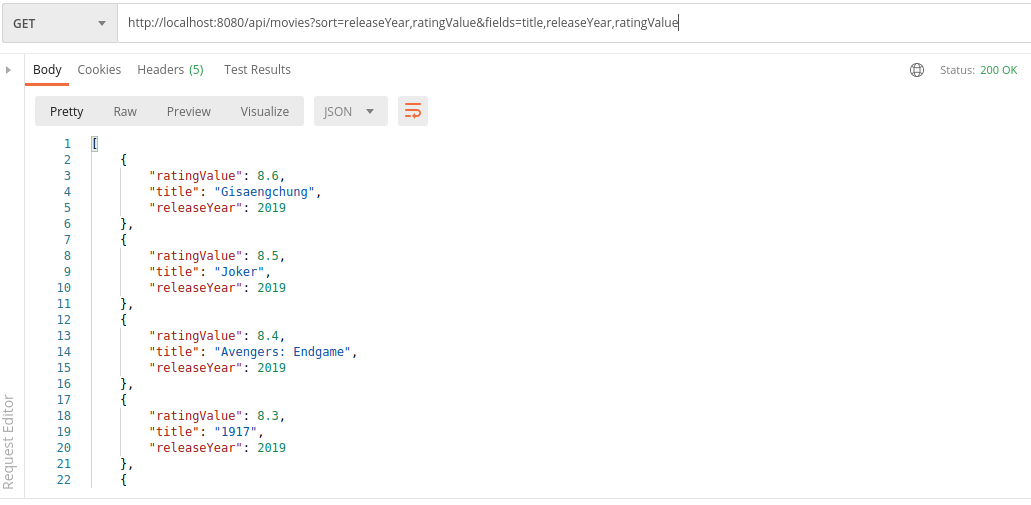 GET http://localhost:8080/api/movies?sort=releaseYear,ratingValue&fields=title,releaseYear,ratingValue
Body Cookies Headers (5) Test Results Status: 200 OK
Pretty Raw Preview Visualize JSON
1 [
2 {
3 "ratingValue": 8.6,
4 "title": "Gisaengchung",
5 "releaseYear": 2019
6 },
7 {
8 "ratingValue": 8.5,
9 "title": "Joker",
10 "releaseYear": 2019
11 },
12 {
13 "ratingValue": 8.4,
14 "title": "Avengers: Endgame",
15 "releaseYear": 2019
16 },
17 {
18 "ratingValue": 8.3,
19 "title": "1917",
20 "releaseYear": 2019
21 },
22 {
Request Editor